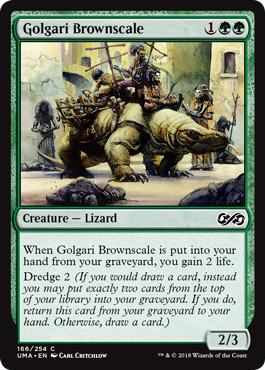 Golgari Brownscale 1
Creature — Lizard
When Golgari Brownscale is put into your
hand from your graveyard, you gain 2 life.
Dredge 2 (If you would draw a card, instead
you may put exactly two cards from the top
of your library into your graveyard. If you do,
return this card from your graveyard to your
hand. Otherwise, draw a card.)
2/3
166/254 C
UMA • EN Carl Critchlow
™ & © 2018 Wizards of the Coast